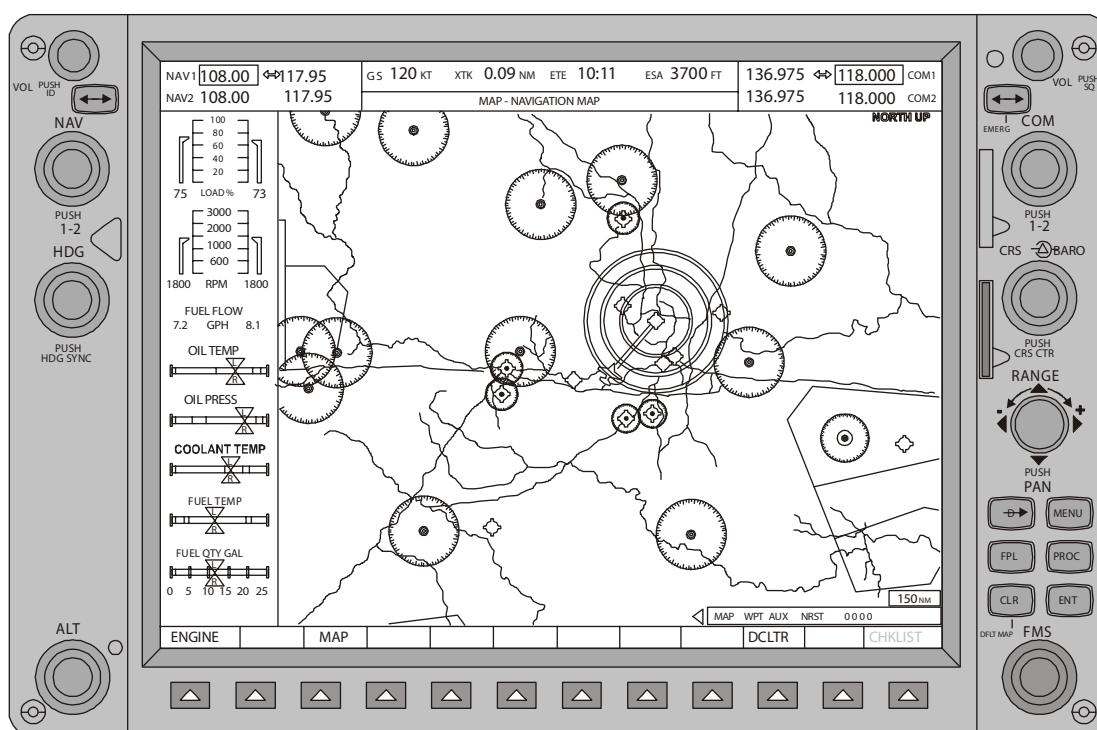 NAV1 108.00 ⇔ 117.95
NAV2 108.00 117.95
GS 120 KT XTK 0.09 NM ETE 10:11 ESA 3700 FT
MAP - NAVIGATION MAP
136.975 ⇔ 118.000 COM1
136.975 118.000 COM2
VOL PUSH ID
NAV
PUSH
1-2
HDG
PUSH
HDG SYNC
ALT
100
80
60
40
20
75 LOAD % 73
3000
2000
1000
600
1800 RPM 1800
FUEL FLOW
7.2 GPH 8.1
OIL TEMP
L
R
OIL PRESS
L
R
COOLANT TEMP
L
R
FUEL TEMP
L
R
FUEL QTY GAL
L
R
0 5 10 15 20 25
NORTH UP
150 NM
MAP WPT AUX NRST 0000
ENGINE MAP DCLTR CHKLIST
VOL PUSH SQ
EMERG
COM
PUSH
1-2
CRS BARO
PUSH
CRS CTR
RANGE
- +
PUSH
PAN
D MENU
FPL PROC
CLR ENT
DFLT MAP FMS